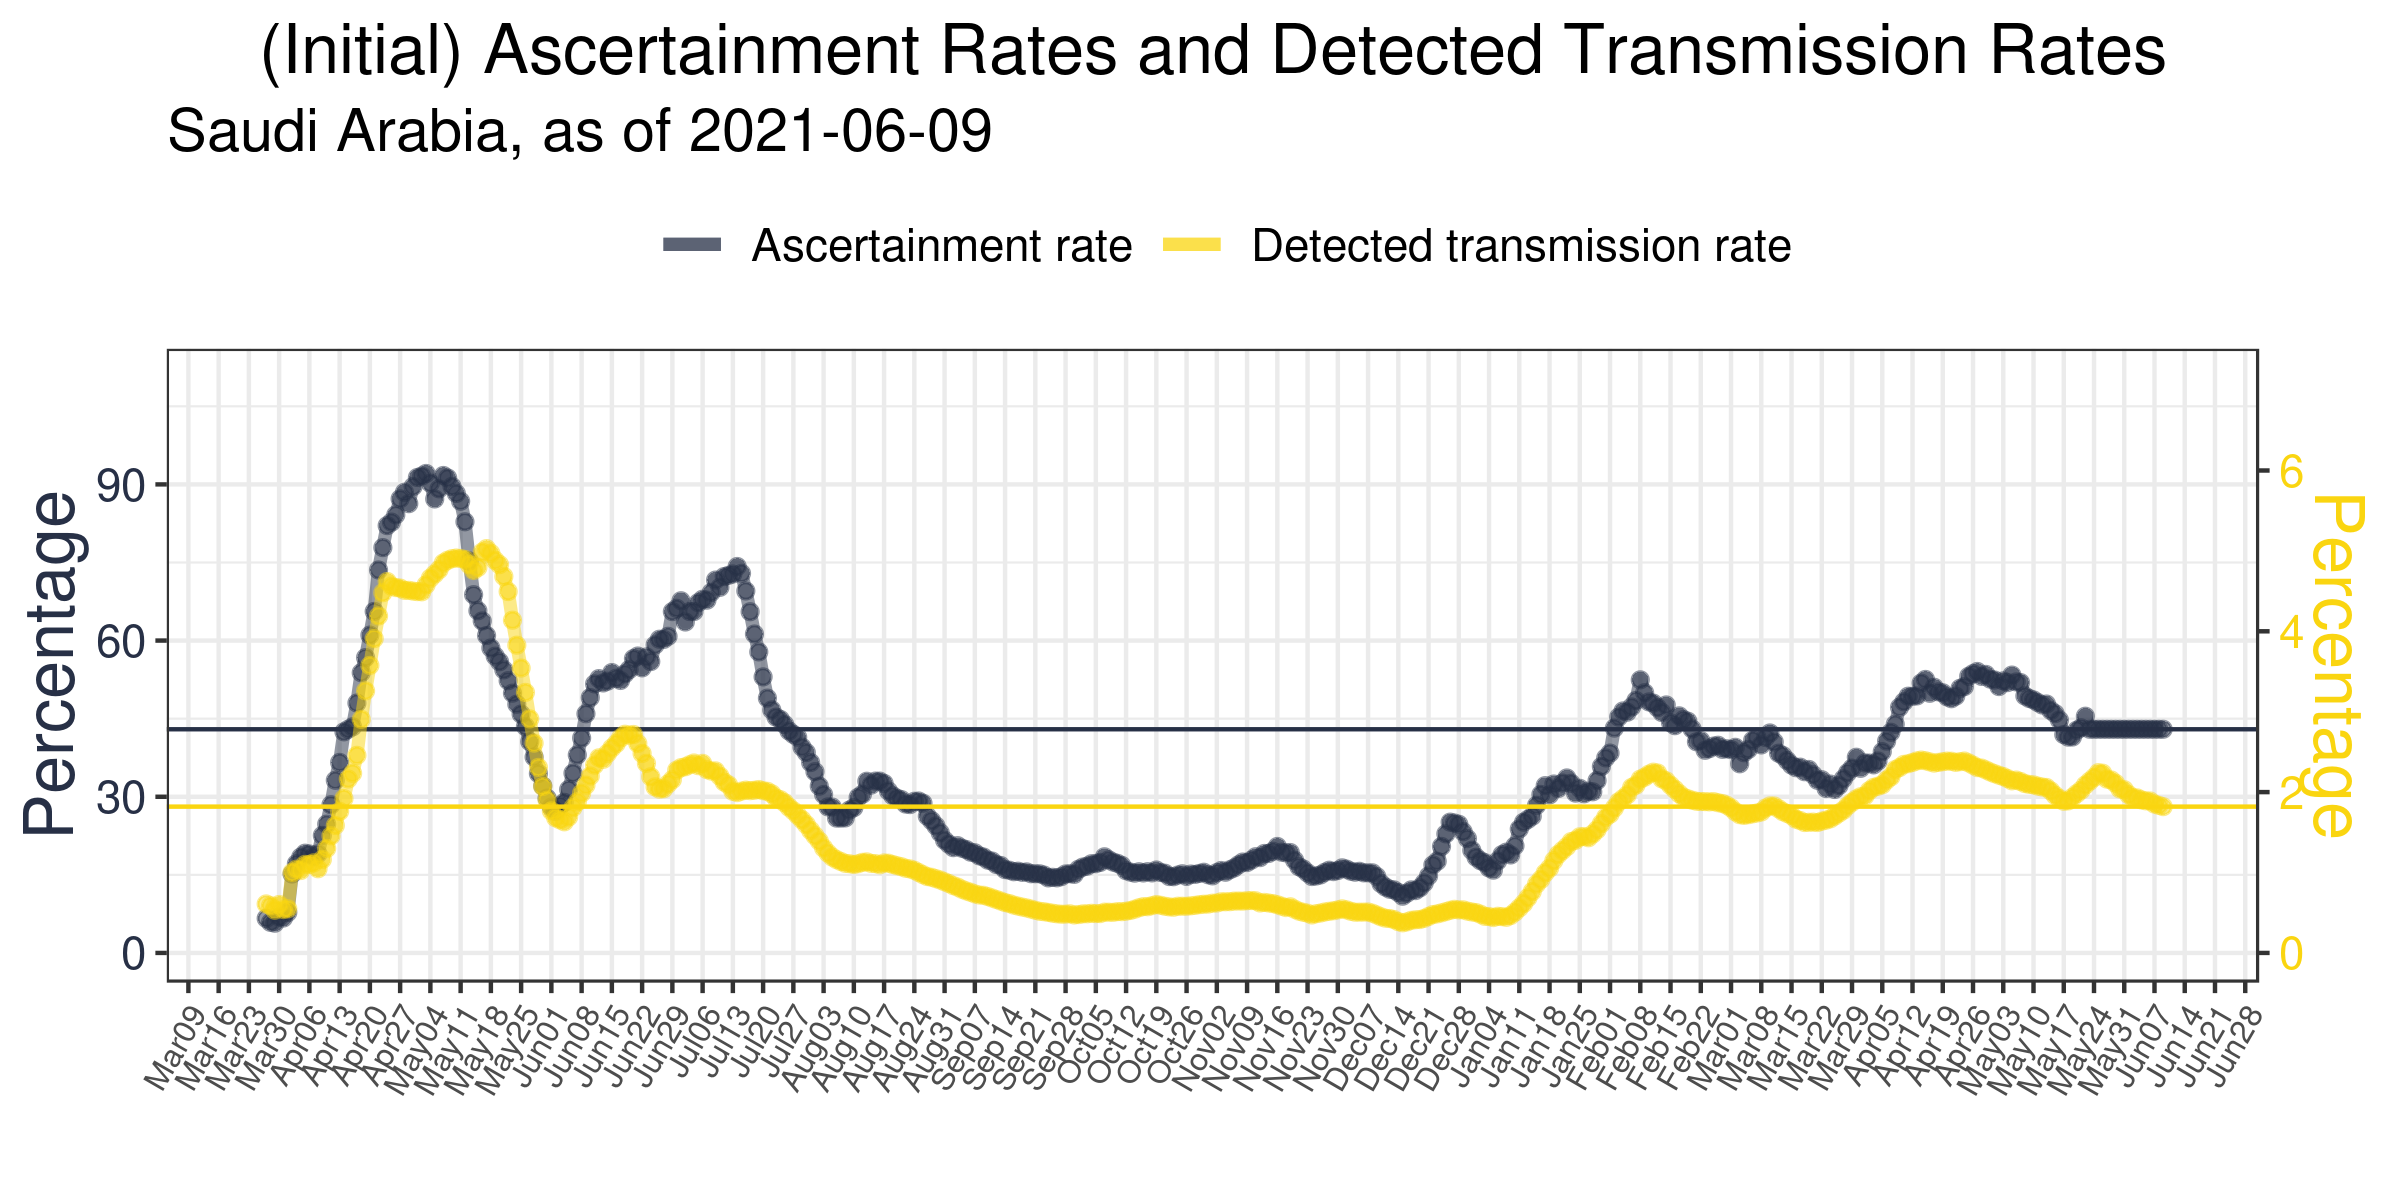 (Initial) Ascertainment Rates and Detected Transmission Rates
Saudi Arabia, as of 2021-06-09
Ascertainment rate
Detected transmission rate
Percentage
90
60
30
0
6
4
2
0
Percentage
Mar09
Mar16
Mar23
Mar30
Apr06
Apr13
Apr20
Apr27
May04
May11
May18
May25
Jun01
Jun08
Jun15
Jun22
Jun29
Jul06
Jul13
Jul20
Jul27
Aug03
Aug10
Aug17
Aug24
Aug31
Sep07
Sep14
Sep21
Sep28
Oct05
Oct12
Oct19
Oct26
Nov02
Nov09
Nov16
Nov23
Nov30
Dec07
Dec14
Dec21
Dec28
Jan04
Jan11
Jan18
Jan25
Feb01
Feb08
Feb15
Feb22
Mar01
Mar08
Mar15
Mar22
Mar29
Apr05
Apr12
Apr19
Apr26
May03
May10
May17
May24
May31
Jun07
Jun14
Jun21
Jun28